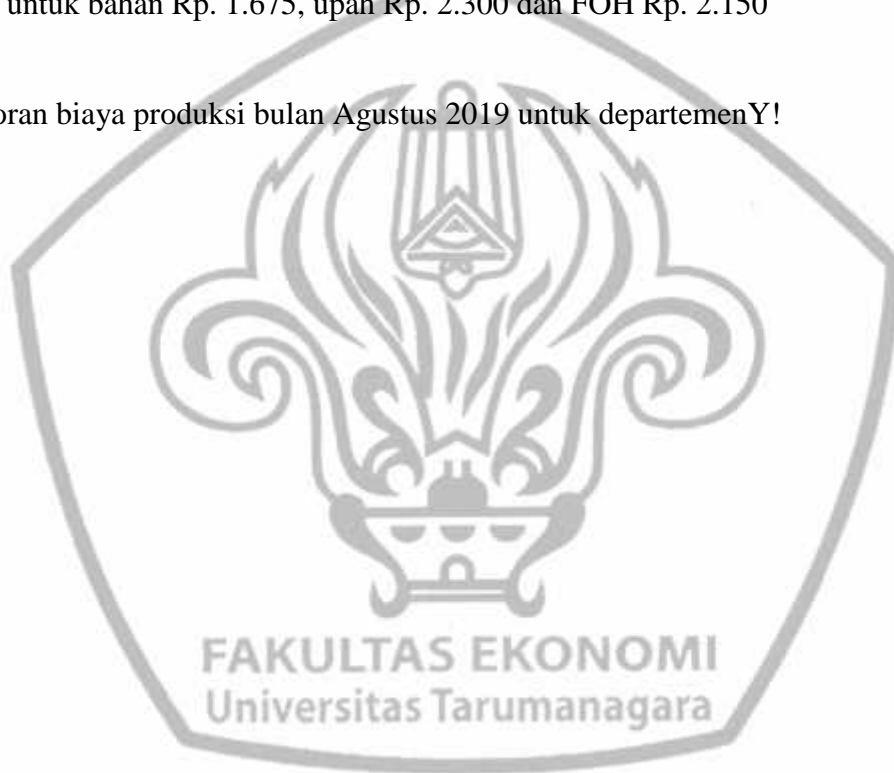 untuk bahan Rp. 1.675, upah Rp. 2.300 dan FOH Rp. 2.150
biaya produksi bulan Agustus 2019 untuk departemenY!
FAKULTAS EKONOMI
Universitas Tarumanagara